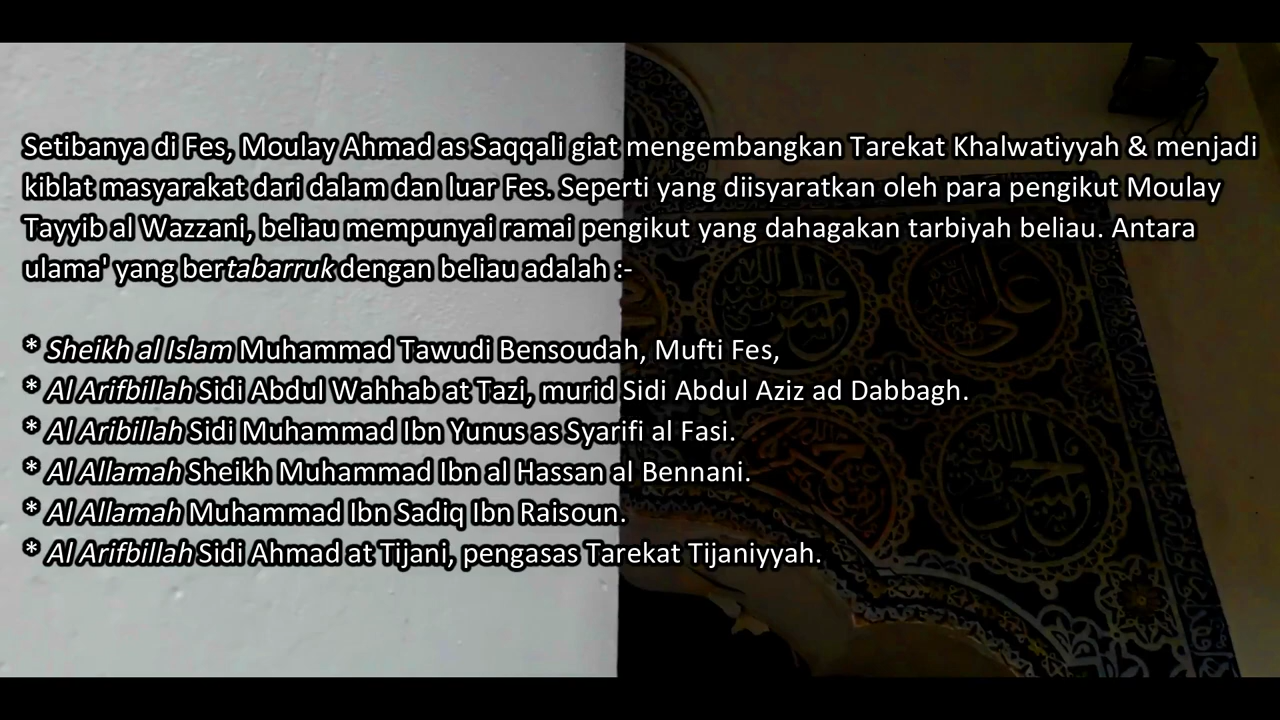 Setibanya di Fes, Moulay Ahmad as Saqqali giat mengembangkan Tarekat Khalwatiyyah & menjadi
kiblat masyarakat dari dalam dan luar Fes. Seperti yang diisyaratkan oleh para pengikut Moulay
Tayyib al Wazzani, beliau mempunyai ramai pengikut yang dahagakan tarbiyah beliau. Antara
ulama' yang bertabarruk dengan beliau adalah :-
* Sheikh al Islam Muhammad Tawudi Bensoudah, Mufti Fes,
* Al Arifbillah Sidi Abdul Wahhab at Tazi, murid Sidi Abdul Aziz ad Dabbagh.
* Al Aribillah Sidi Muhammad Ibn Yunus as Syarifi al Fasi.
* Al Allamah Sheikh Muhammad Ibn al Hassan al Bennani.
* Al Allamah Muhammad Ibn Sadiq Ibn Raisoun.
* Al Arifbillah Sidi Ahmad at Tijani, pengasas Tarekat Tijaniyyah.